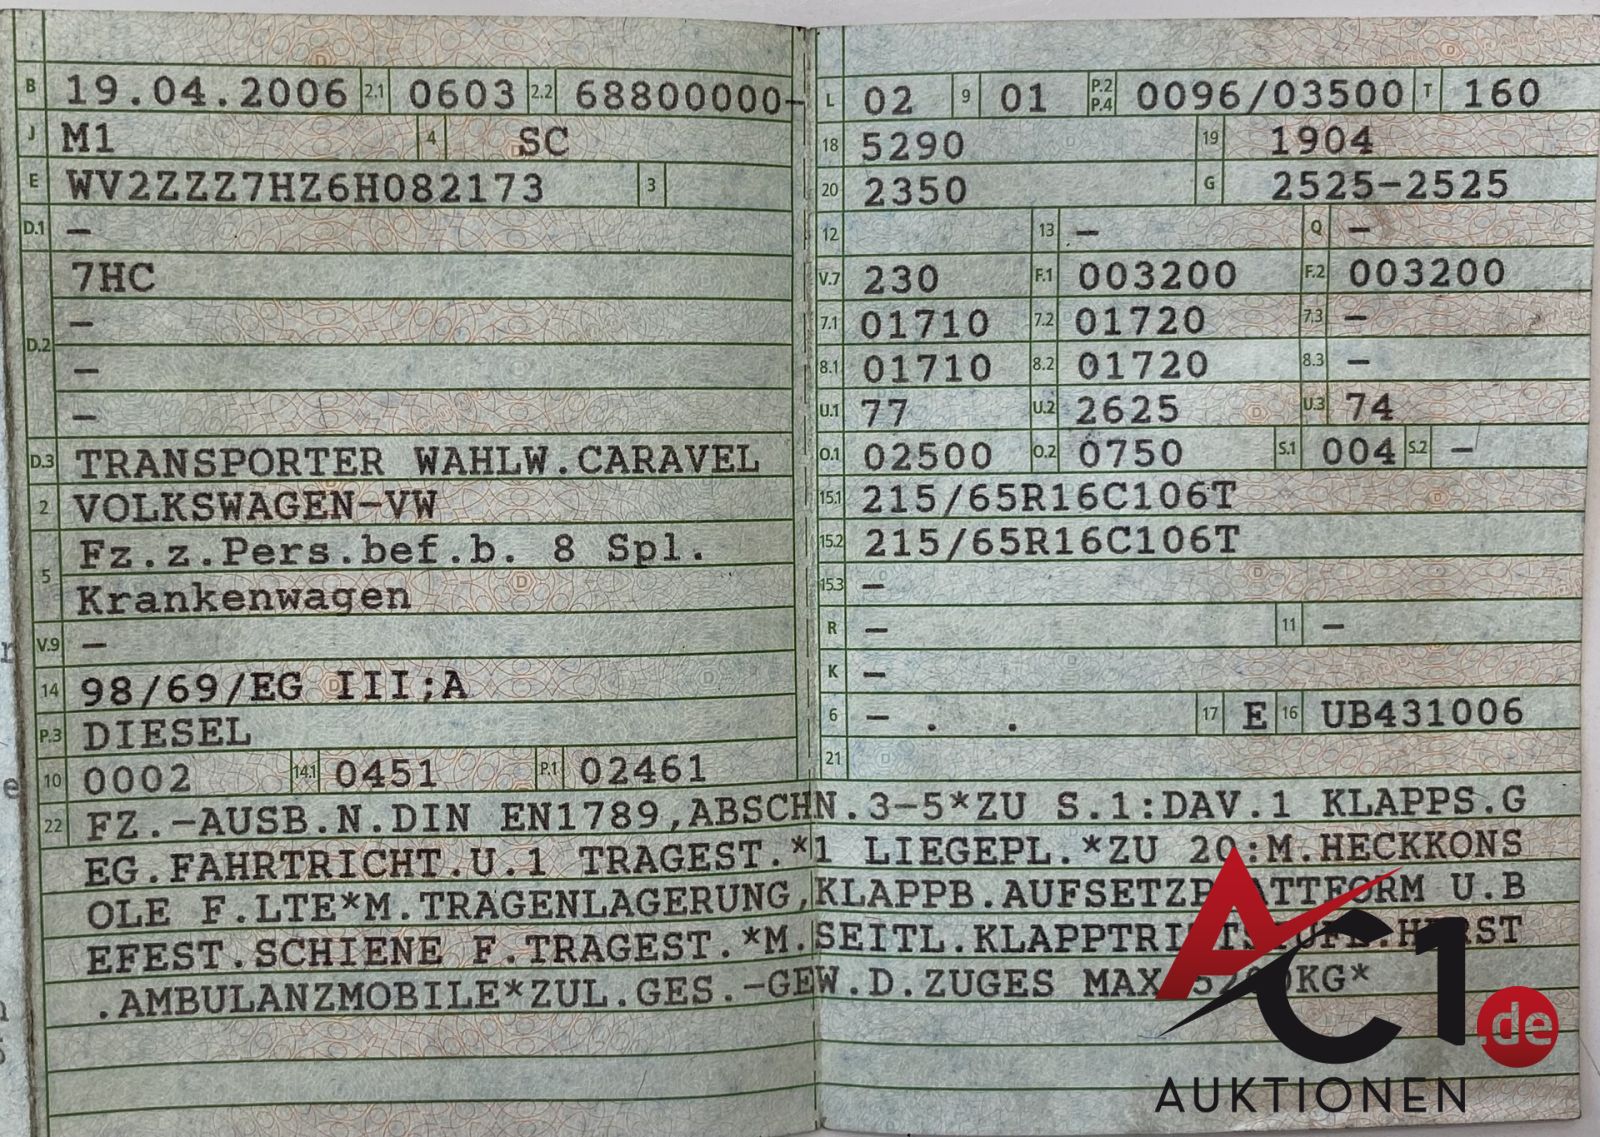 B 19.04.2006 2.1 0603 2.2 68800000-
J M1 4 SC
E WV2ZZZ7HZ6H082173 3
D.1 –
D.2 7HC
–
–
–
D.3 TRANSPORTER WAHLW.CARAVEL
2 VOLKSWAGEN-VW
5 Fz.z.Pers.bef.b. 8 Spl.
Krankenwagen
V.9 –
14 98/69/EG III;A
P.3 DIESEL
10 0002 14.1 0451 P.1 02461
L 02 9 01 P.2 P.4 0096/03500 T 160
18 5290 19 1904
20 2350 G 2525-2525
12 13 – Q –
V.7 230 F.1 003200 F.2 003200
7.1 01710 7.2 01720 7.3 –
8.1 01710 8.2 01720 8.3 –
U.1 77 U.2 2625 U.3 74
O.1 02500 O.2 0750 S.1 004 S.2 –
15.1 215/65R16C106T
15.2 215/65R16C106T
15.3 –
R – 11 –
K –
6 – . . 17 E 16 UB431006
21
22 FZ.-AUSB.N.DIN EN1789,ABSCHN.3-5*ZU S.1:DAV.1 KLAPPS.G
EG.FAHRTRICHT.U.1 TRAGEST.*1 LIEGEPL.*ZU 20:M.HECKKONS
OLE F.LTE*M.TRAGENLAGERUNG,KLAPPB.AUFSETZPLATTFORM U.B
EFEST.SCHIENE F.TRAGEST.*M.SEITL.KLAPPTRITTSTUFE.HERST
.AMBULANZMOBILE*ZUL.GES.-GEW.D.ZUGES MAX KG*
AC1.de
AUKTIONEN